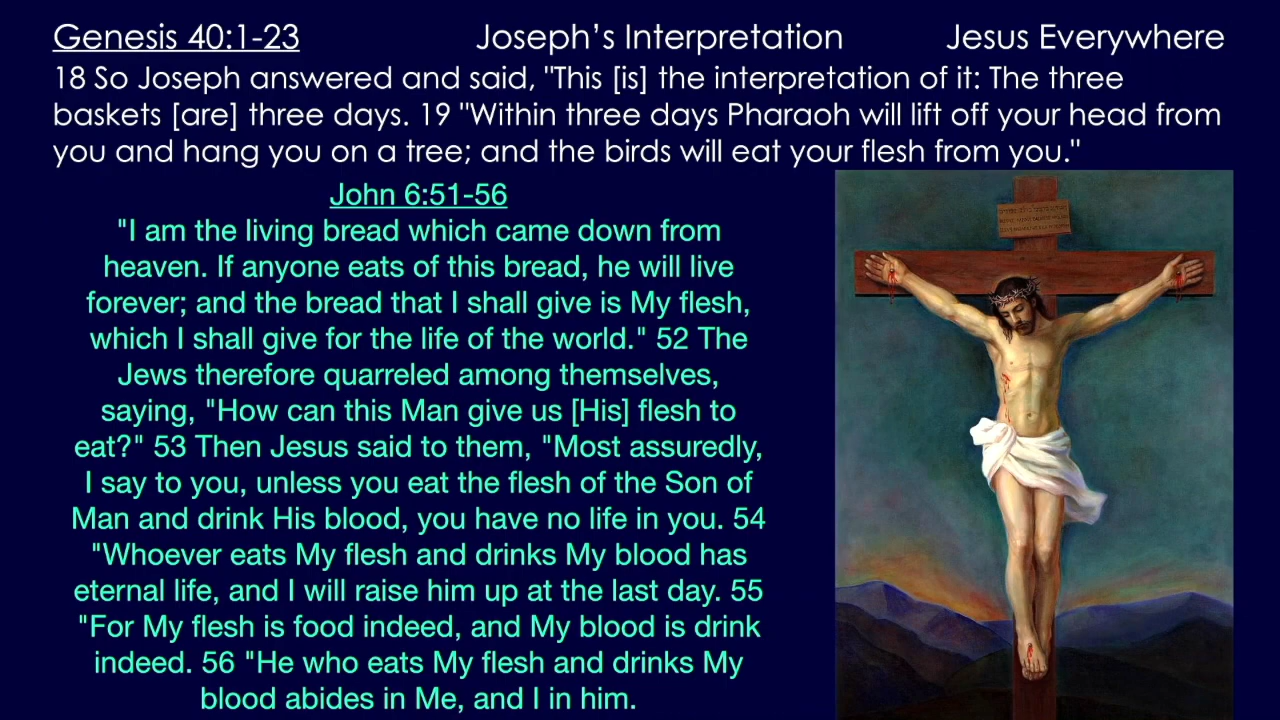 Genesis 40:1-23 Joseph’s Interpretation Jesus Everywhere
18 So Joseph answered and said, "This [is] the interpretation of it: The three
baskets [are] three days. 19 "Within three days Pharaoh will lift off your head from
you and hang you on a tree; and the birds will eat your flesh from you."
John 6:51-56
"I am the living bread which came down from
heaven. If anyone eats of this bread, he will live
forever; and the bread that I shall give is My flesh,
which I shall give for the life of the world." 52 The
Jews therefore quarreled among themselves,
saying, "How can this Man give us [His] flesh to
eat?" 53 Then Jesus said to them, "Most assuredly,
I say to you, unless you eat the flesh of the Son of
Man and drink His blood, you have no life in you. 54
"Whoever eats My flesh and drinks My blood has
eternal life, and I will raise him up at the last day. 55
"For My flesh is food indeed, and My blood is drink
indeed. 56 "He who eats My flesh and drinks My
blood abides in Me, and I in him.